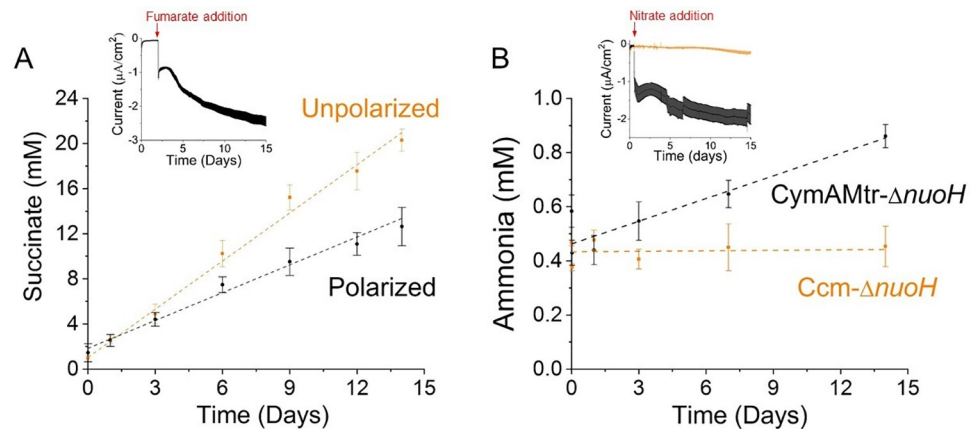 Fumarate addition
A
Current (μA/cm²)
0
-1
-2
-3
0 5 10 15
Time (Days)
Unpolarized
Polarized
Succinate (mM)
24
20
16
12
8
4
0
0 3 6 9 12 15
Time (Days)
Nitrate addition
B
Current (μA/cm²)
0
-1
-2
0 5 10 15
Time (days)
CymAMtr-ΔnuoH
Ccm-ΔnuoH
Ammonia (mM)
1.0
0.8
0.6
0.4
0.2
0.0
0 3 6 9 12 15
Time (Days)